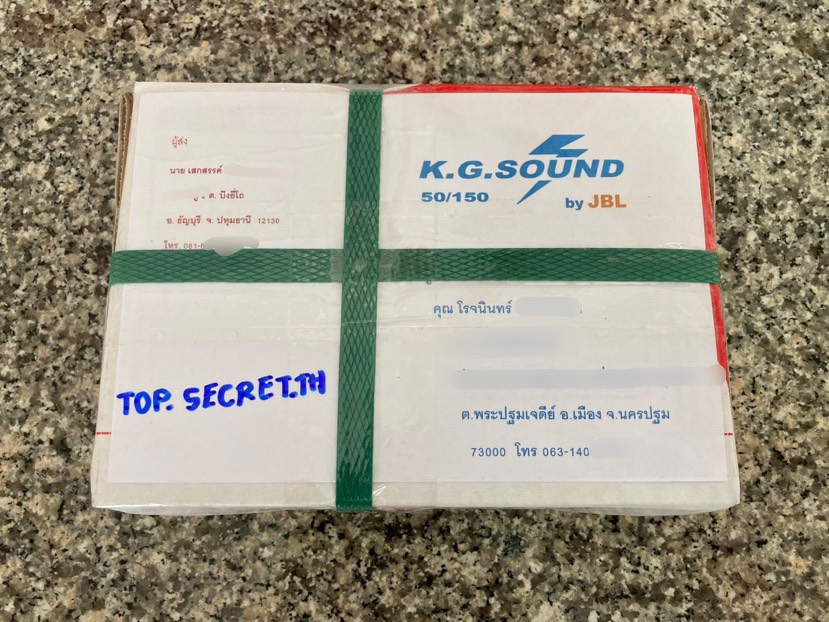 ผู้ส่ง
นาย เสกสรรค์
ต. บึงยี่โถ
อ. ธัญบุรี จ. ปทุมธานี 12130
โทร. 081-6
K.G.SOUND
50/150
by JBL
คุณ โรจนินทร์
TOP. SECRET.TH
ต.พระปฐมเจดีย์ อ.เมือง จ.นครปฐม
73000 โทร 063-140